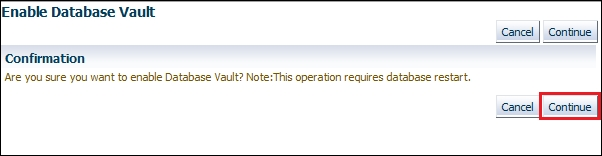 Enable Database Vault
Cancel Continue
Confirmation
Are you sure you want to enable Database Vault? Note:This operation requires database restart.
Cancel Continue